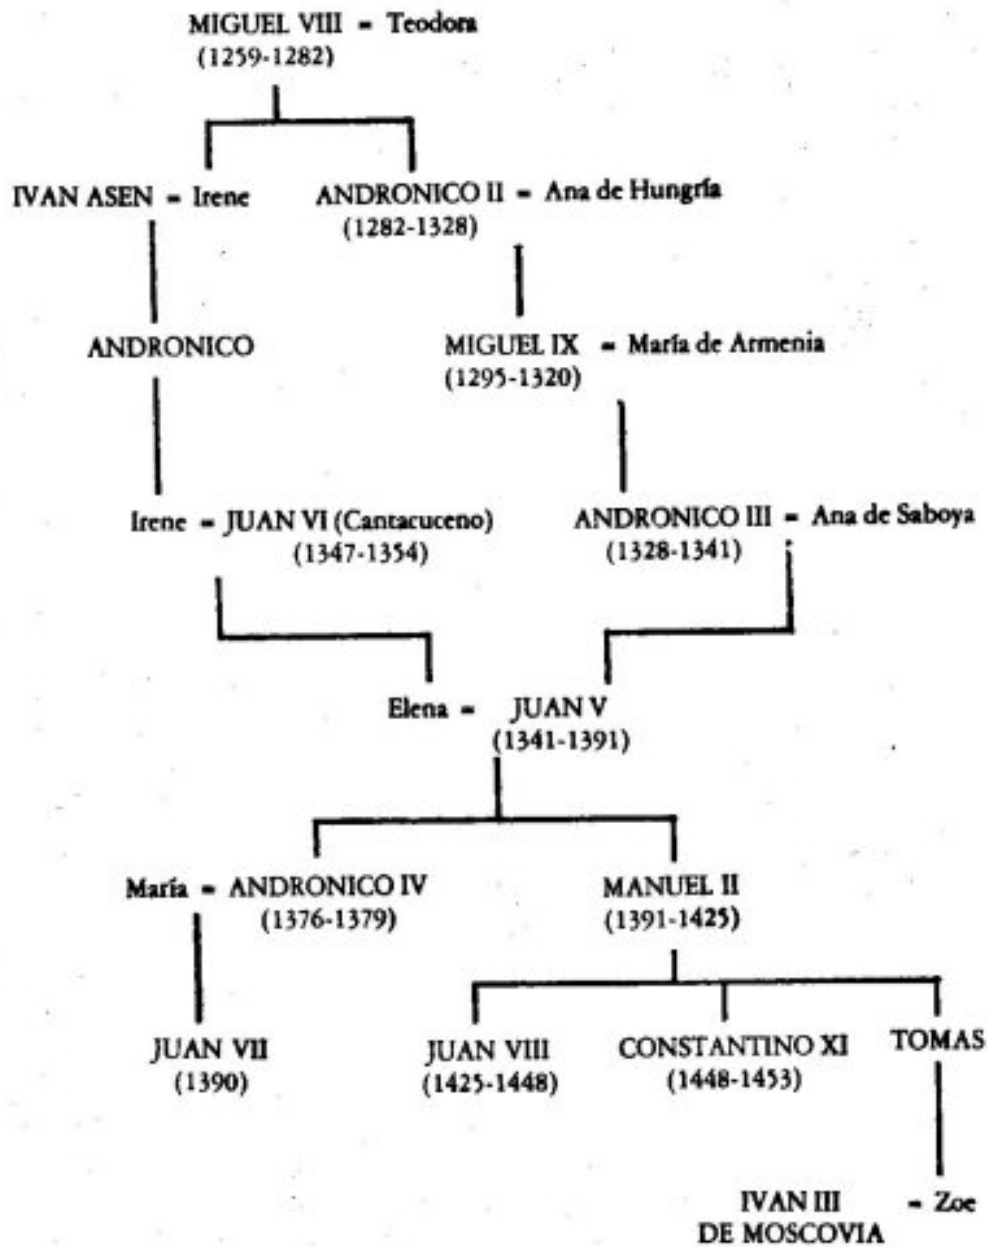 MIGUEL VIII = Teodora
(1259-1282)
IVAN ASEN = Irene ANDRONICO II = Ana de Hungría
(1282-1328)
ANDRONICO MIGUEL IX = María de Armenia
(1295-1320)
Irene = JUAN VI (Cantacuceno) ANDRONICO III = Ana de Saboya
(1347-1354) (1328-1341)
Elena = JUAN V
(1341-1391)
María = ANDRONICO IV MANUEL II
(1376-1379) (1391-1425)
JUAN VII JUAN VIII CONSTANTINO XI TOMAS
(1390) (1425-1448) (1448-1453)
IVAN III = Zoe
DE MOSCOVIA